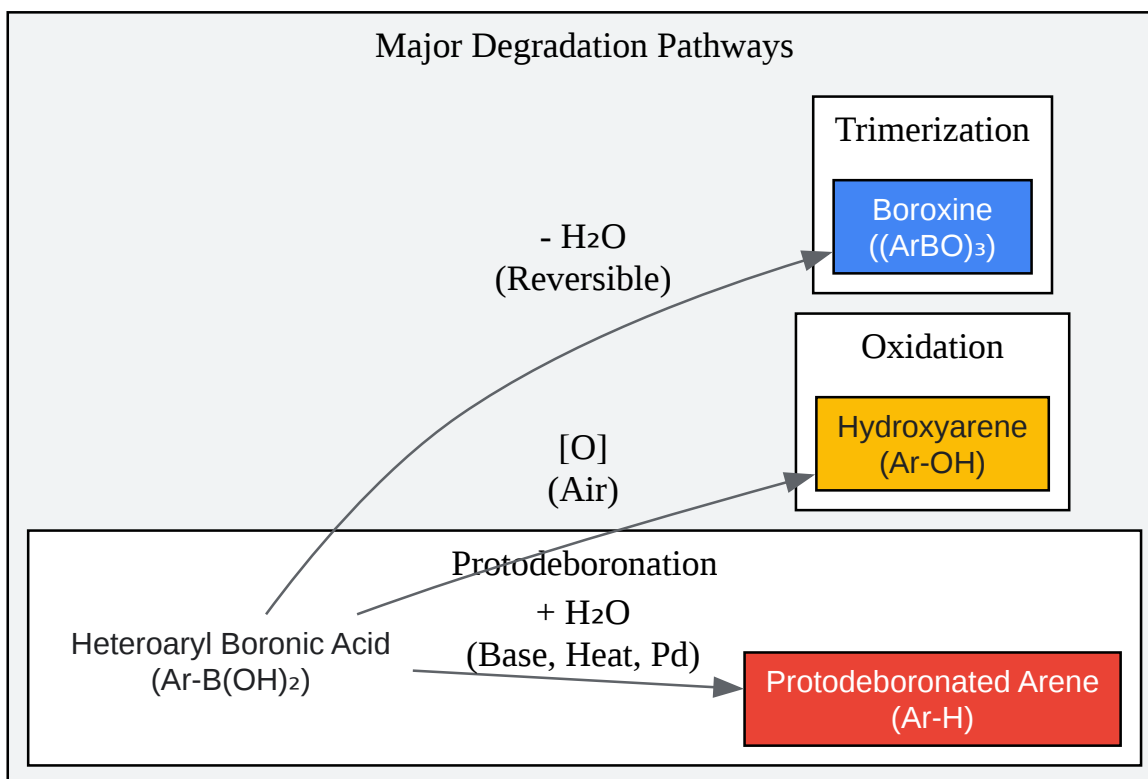 Major Degradation Pathways
Trimerization
Boroxine
((ArBO)₃)
- H₂O
(Reversible)
Oxidation
Hydroxyarene
(Ar-OH)
[O]
(Air)
Protodeboronation
+ H₂O
(Base, Heat, Pd)
Heteroaryl Boronic Acid
(Ar-B(OH)₂)
Protodeboronated Arene
(Ar-H)